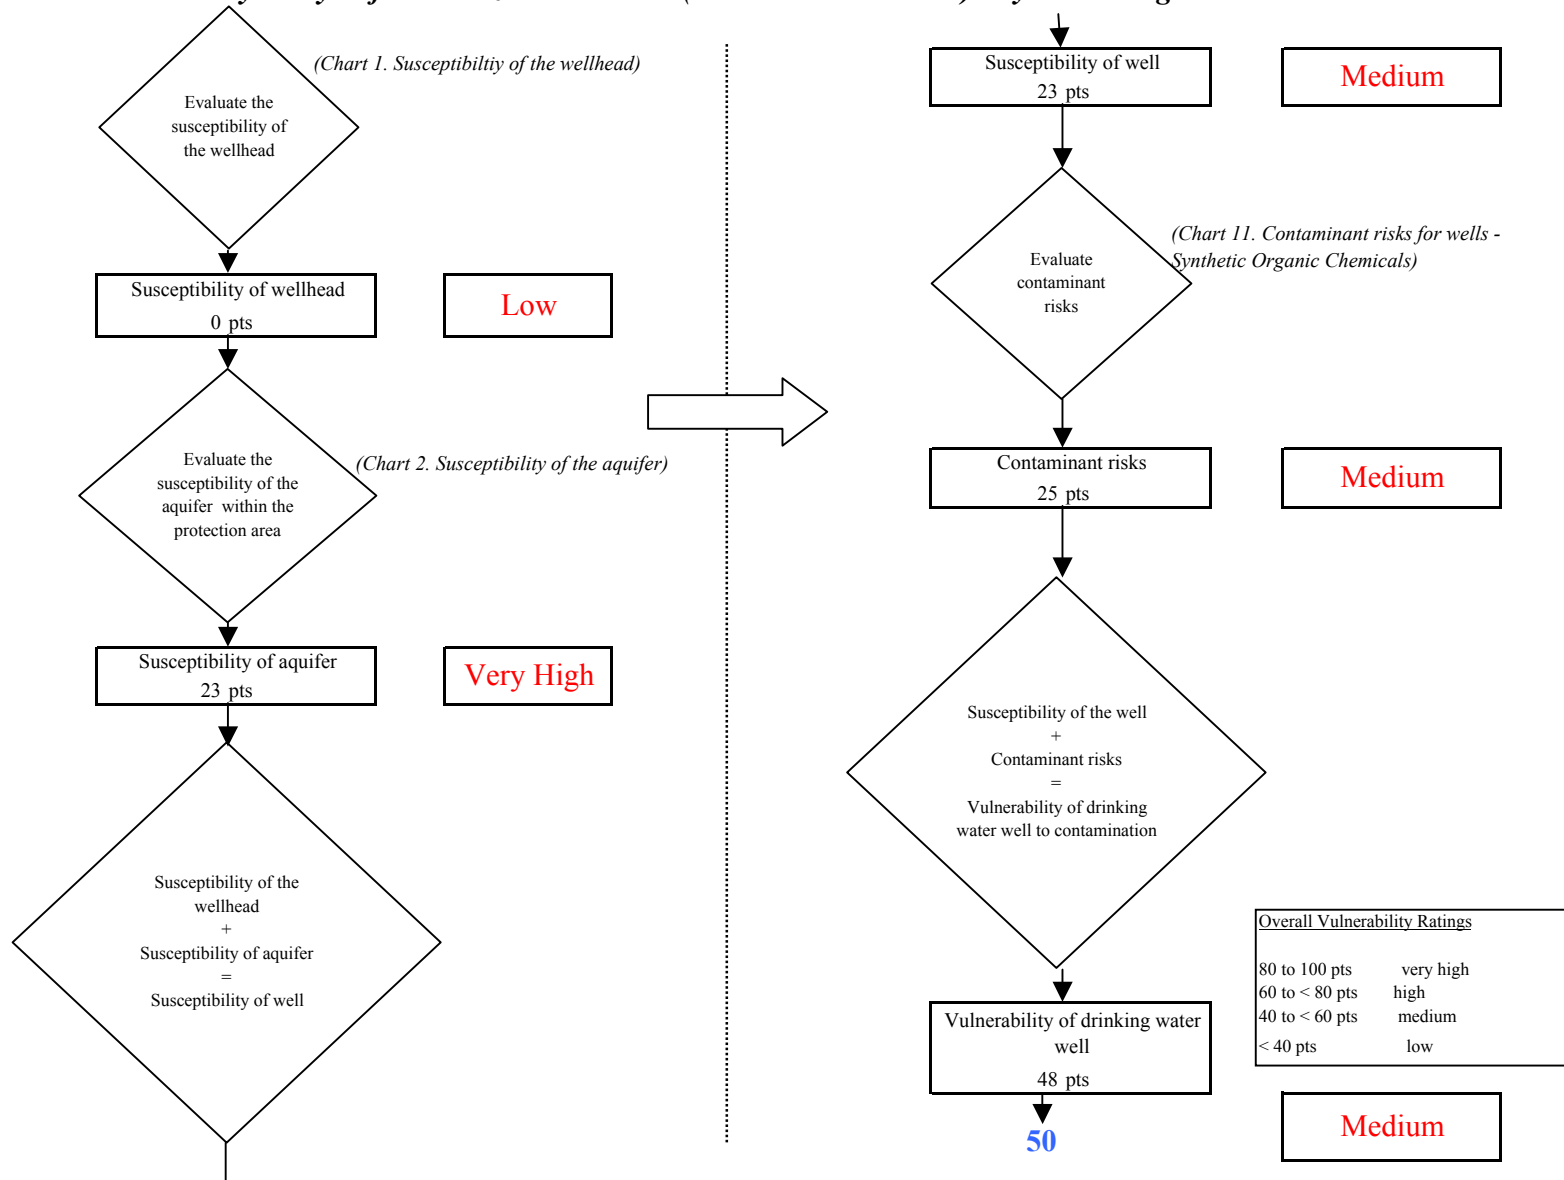 (Chart 1. Susceptibiltiy of the wellhead)
Evaluate the
susceptibility of
the wellhead
Susceptibility of wellhead
0 pts
Low
Evaluate the
susceptibility of the
aquifer within the
protection area
(Chart 2. Susceptibility of the aquifer)
Susceptibility of aquifer
23 pts
Very High
Susceptibility of the
wellhead
+
Susceptibility of aquifer
=
Susceptibility of well
Susceptibility of well
23 pts
Medium
(Chart 11. Contaminant risks for wells -
Synthetic Organic Chemicals)
Evaluate
contaminant
risks
Contaminant risks
25 pts
Medium
Susceptibility of the well
+
Contaminant risks
=
Vulnerability of drinking
water well to contamination
Overall Vulnerability Ratings
80 to 100 pts very high
60 to < 80 pts high
40 to < 60 pts medium
< 40 pts low
Vulnerability of drinking water
well
48 pts
50
Medium